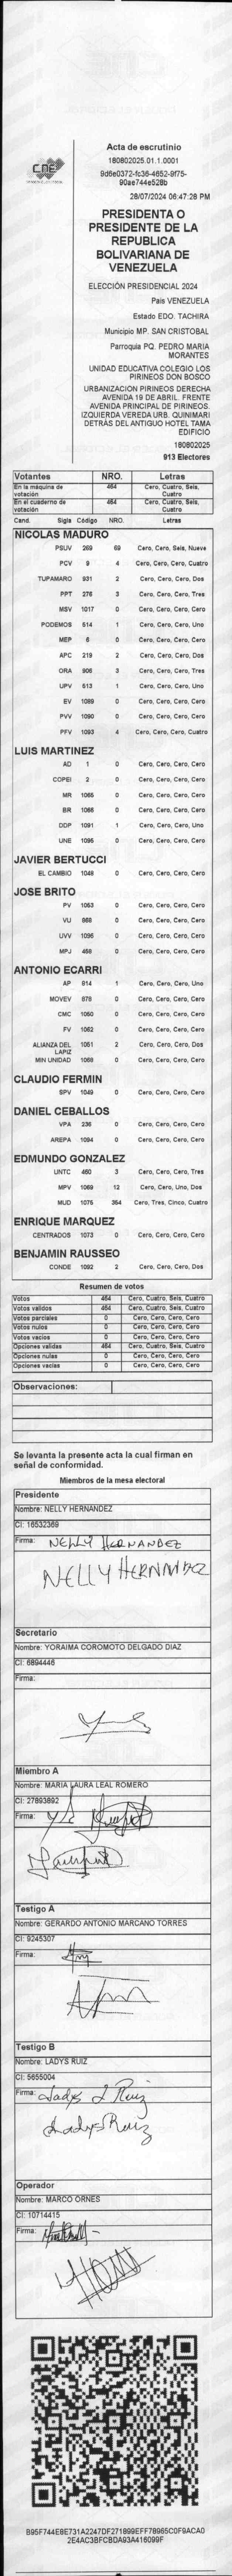 CNE
Acta de escrutinio
180802025.01.1.0001
9d6e0372-fc36-4652-9f75-
90ae744e528b
28/07/2024 06:47:28 PM
PRESIDENTA O
PRESIDENTE DE LA
REPUBLICA
BOLIVARIANA DE
VENEZUELA
ELECCIÓN PRESIDENCIAL 2024
País VENEZUELA
Estado EDO. TACHIRA
Municipio MP. SAN CRISTOBAL
Parroquia PQ. PEDRO MARIA
MORANTES
UNIDAD EDUCATIVA COLEGIO LOS
PIRINEOS DON BOSCO
URBANIZACION PIRINEOS DERECHA
AVENIDA 19 DE ABRIL. FRENTE
AVENIDA PRINCIPAL DE PIRINEOS.
IZQUIERDA VEREDA URB. QUINIMARI
DETRÁS DEL ANTIGUO HOTEL TAMA
EDIFICIO
180802025
913 Electores
Votantes NRO. Letras
En la máquina de votación 464 Cero, Cuatro, Seis, Cuatro
En el cuaderno de votación 464 Cero, Cuatro, Seis, Cuatro
Cand. Sigla Código NRO. Letras
NICOLAS MADURO
PSUV 269 69 Cero, Cero, Seis, Nueve
PCV 9 4 Cero, Cero, Cero, Cuatro
TUPAMARO 931 2 Cero, Cero, Cero, Dos
PPT 276 3 Cero, Cero, Cero, Tres
MSV 1017 0 Cero, Cero, Cero, Cero
PODEMOS 514 1 Cero, Cero, Cero, Uno
MEP 6 0 Cero, Cero, Cero, Cero
APC 219 2 Cero, Cero, Cero, Dos
ORA 906 3 Cero, Cero, Cero, Tres
UPV 513 1 Cero, Cero, Cero, Uno
EV 1089 0 Cero, Cero, Cero, Cero
PVV 1090 0 Cero, Cero, Cero, Cero
PFV 1093 4 Cero, Cero, Cero, Cuatro
LUIS MARTINEZ
AD 1 0 Cero, Cero, Cero, Cero
COPEI 2 0 Cero, Cero, Cero, Cero
MR 1065 0 Cero, Cero, Cero, Cero
BR 1066 0 Cero, Cero, Cero, Cero
DDP 1091 1 Cero, Cero, Cero, Uno
UNE 1095 0 Cero, Cero, Cero, Cero
JAVIER BERTUCCI
EL CAMBIO 1048 0 Cero, Cero, Cero, Cero
JOSE BRITO
PV 1053 0 Cero, Cero, Cero, Cero
VU 868 0 Cero, Cero, Cero, Cero
UVV 1096 0 Cero, Cero, Cero, Cero
MPJ 459 0 Cero, Cero, Cero, Cero
ANTONIO ECARRI
AP 914 1 Cero, Cero, Cero, Uno
MOVEV 878 0 Cero, Cero, Cero, Cero
CMC 1050 0 Cero, Cero, Cero, Cero
FV 1052 0 Cero, Cero, Cero, Cero
ALIANZA DEL LAPIZ 1051 2 Cero, Cero, Cero, Dos
MIN UNIDAD 1088 0 Cero, Cero, Cero, Cero
CLAUDIO FERMIN
SPV 1049 0 Cero, Cero, Cero, Cero
DANIEL CEBALLOS
VPA 236 0 Cero, Cero, Cero, Cero
AREPA 1094 0 Cero, Cero, Cero, Cero
EDMUNDO GONZALEZ
UNTC 450 3 Cero, Cero, Cero, Tres
MPV 1069 12 Cero, Cero, Uno, Dos
MUD 1075 354 Cero, Tres, Cinco, Cuatro
ENRIQUE MARQUEZ
CENTRADOS 1073 0 Cero, Cero, Cero, Cero
BENJAMIN RAUSSEO
CONDE 1092 2 Cero, Cero, Cero, Dos
Resumen de votos
Votos 464 Cero, Cuatro, Seis, Cuatro
Votos validos 464 Cero, Cuatro, Seis, Cuatro
Votos parciales 0 Cero, Cero, Cero, Cero
Votos nulos 0 Cero, Cero, Cero, Cero
Votos vacios 0 Cero, Cero, Cero, Cero
Opciones validas 464 Cero, Cuatro, Seis, Cuatro
Opciones nulas 0 Cero, Cero, Cero, Cero
Opciones vacías 0 Cero, Cero, Cero, Cero
Observaciones:
Se levanta la presente acta la cual firman en
señal de conformidad.
Miembros de la mesa electoral
Presidente
Nombre: NELLY HERNANDEZ
CI: 16532369
Firma: NELLY HERNANDEZ
NELLY HERNANDEZ
Secretario
Nombre: YORAIMA COROMOTO DELGADO DIAZ
CI: 6894446
Firma:
Miembro A
Nombre: MARIA LAURA LEAL ROMERO
CI: 27893892
Firma:
Testigo A
Nombre: GERARDO ANTONIO MARCANO TORRES
CI: 9245307
Firma:
Testigo B
Nombre: LADYS RUIZ
CI: 5655004
Firma: Ladys L Ruiz
Ladys Ruiz
Operador
Nombre: MARCO ORNES
CI: 10714415
Firma:
B95F744E8E731A2247DF271899EFF78965C0F9ACA0
2E4AC3BFCBDA93A416099F